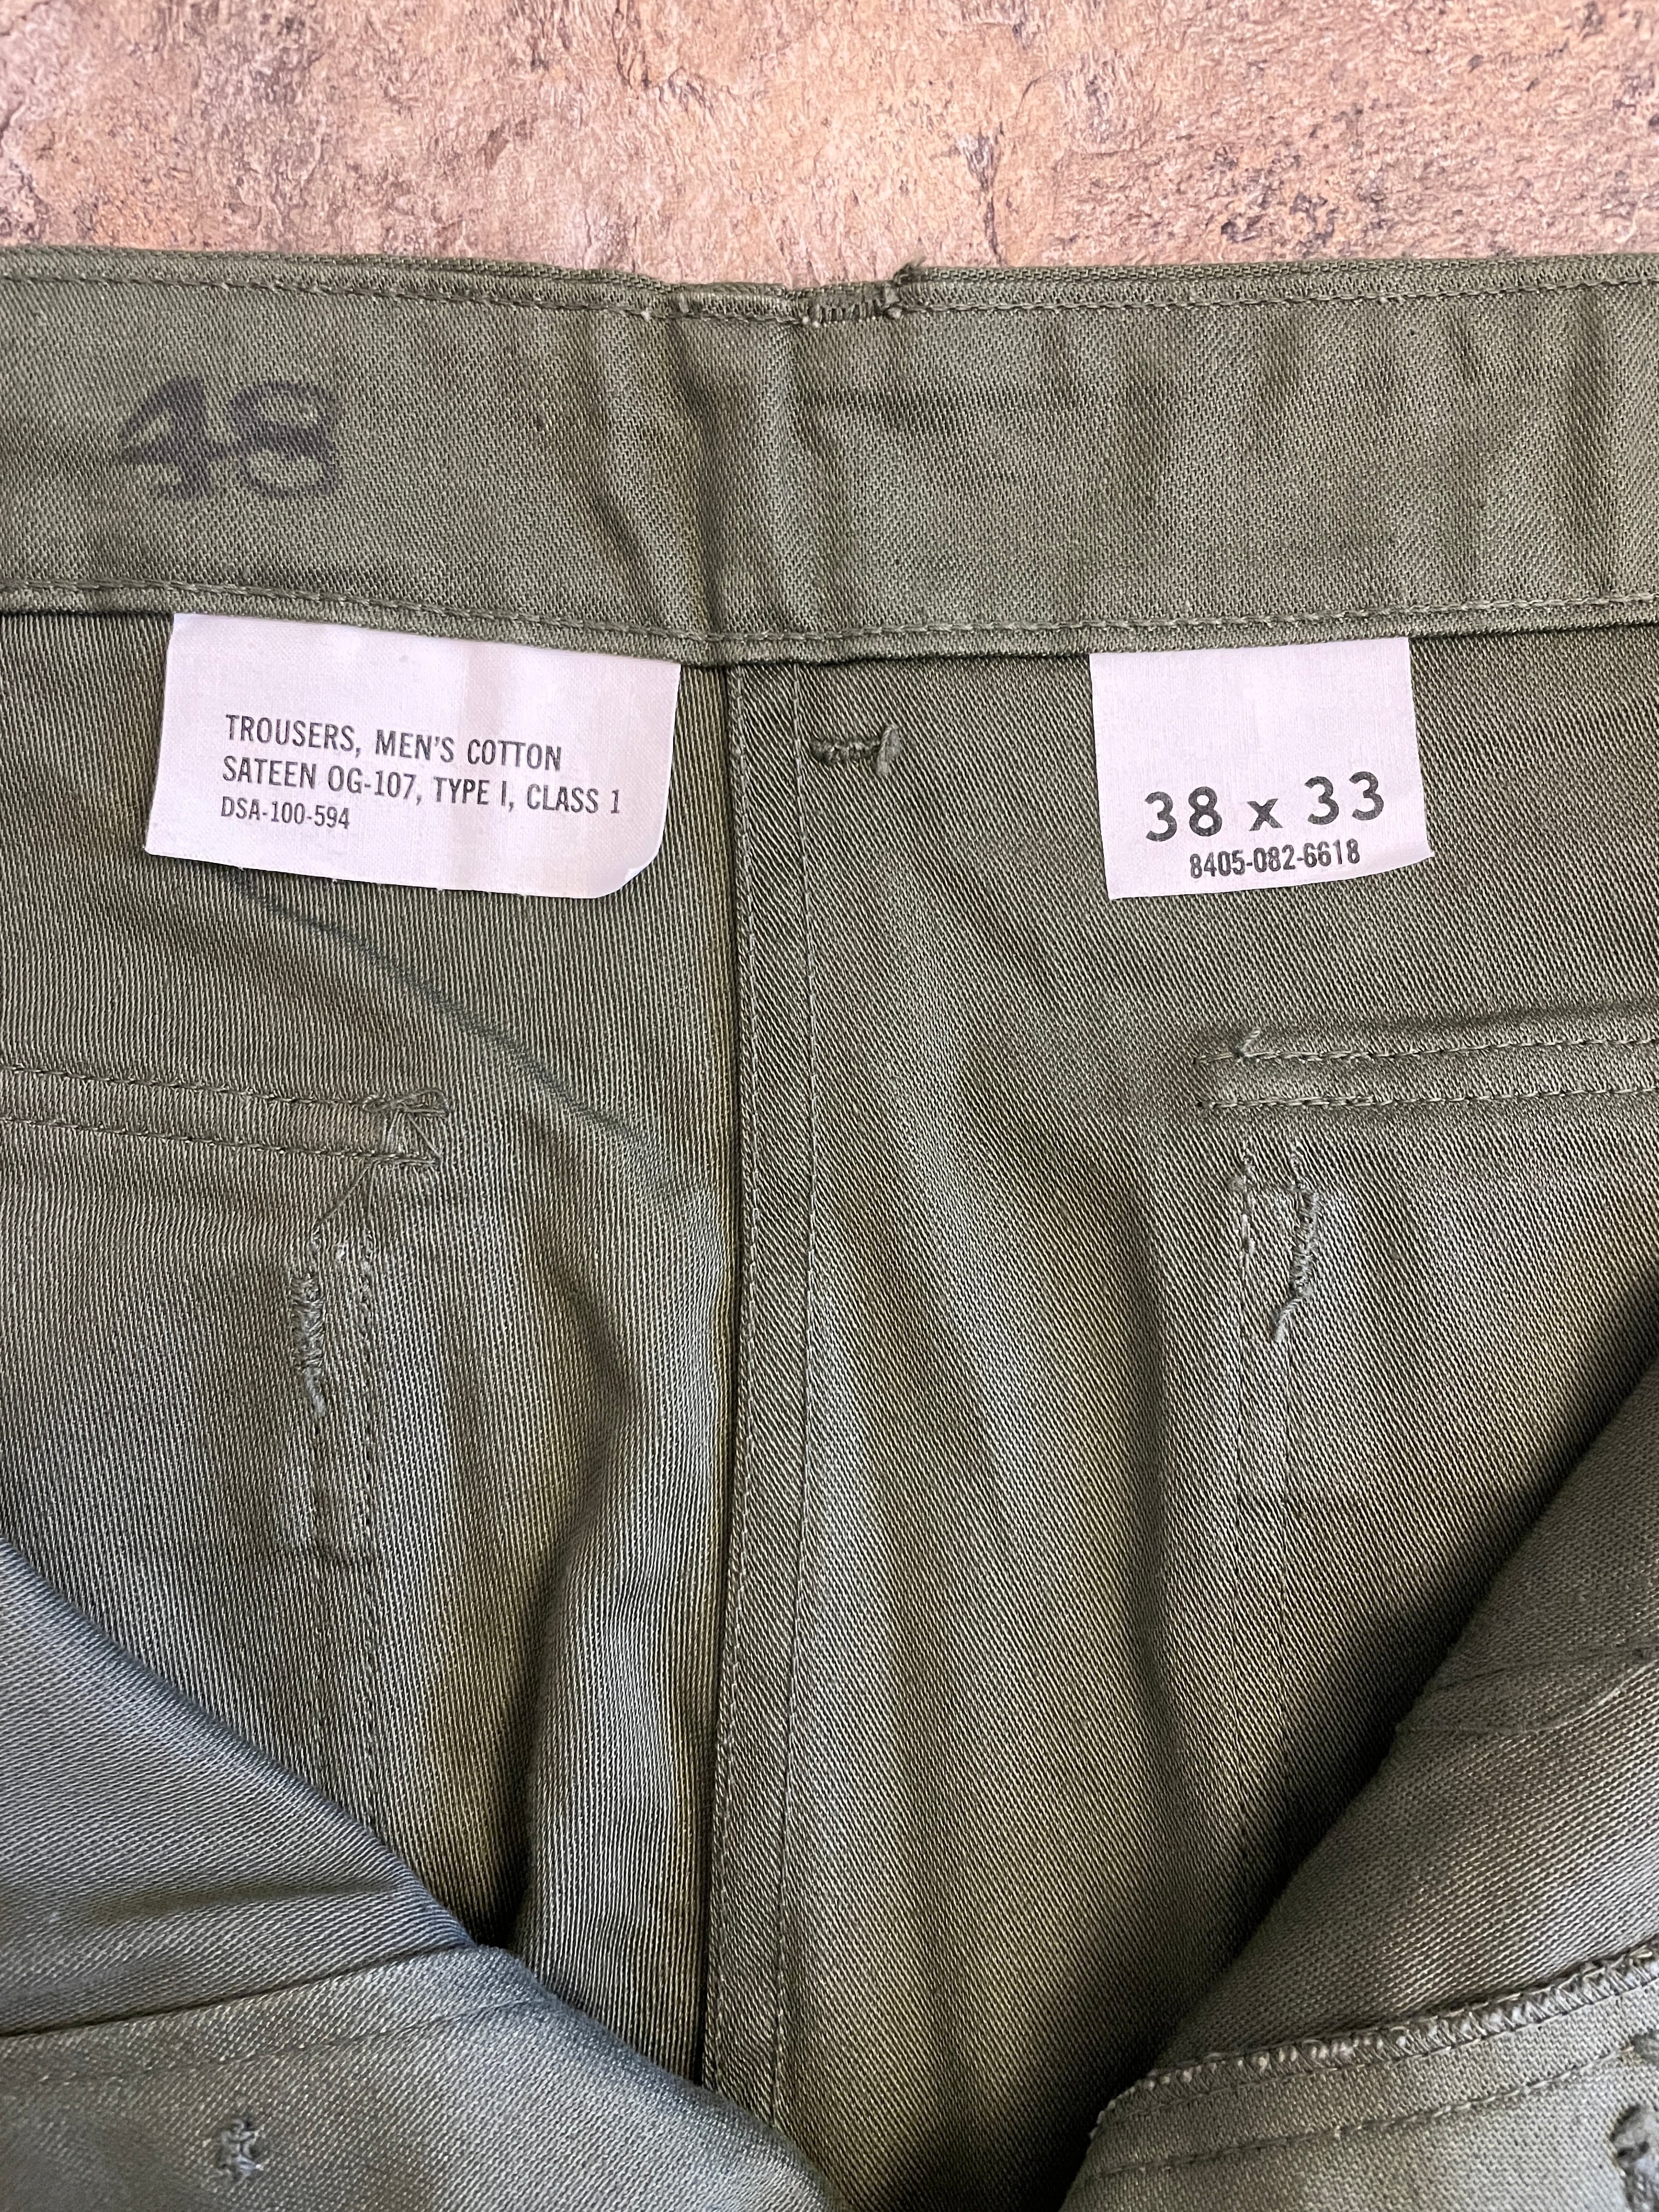 48
TROUSERS, MEN'S COTTON
SATEEN OG-107, TYPE I, CLASS 1
DSA-100-594
38 x 33
8405-082-6618